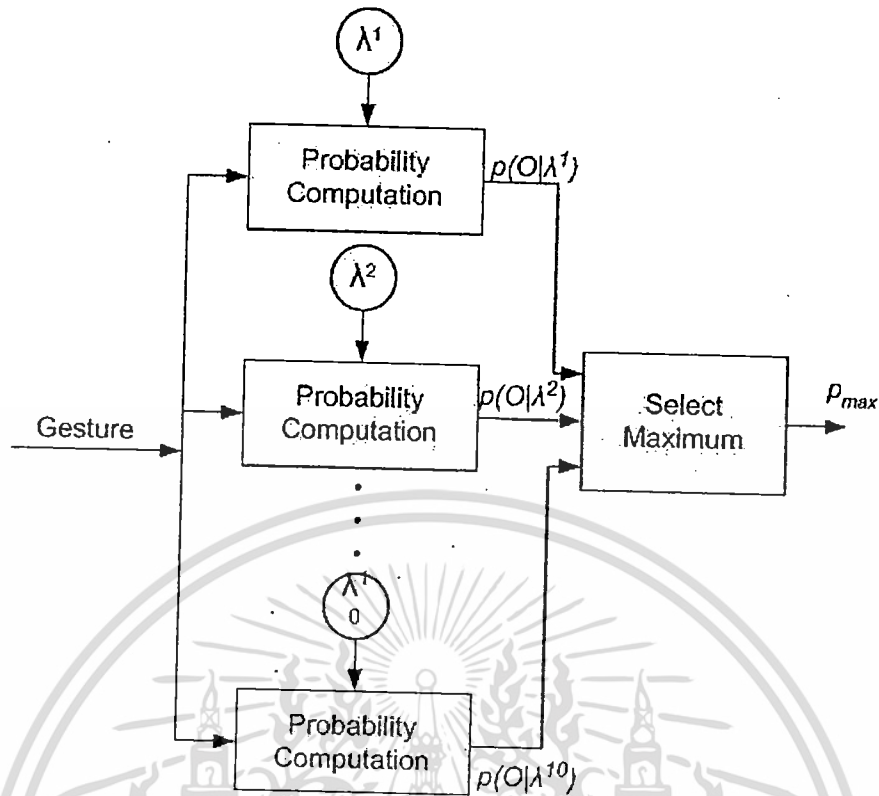 λ¹
Probability
Computation
p(O|λ¹)
λ²
Probability
Computation
p(O|λ²)
Gesture
Select
Maximum
p_max
λ¹
0
Probability
Computation
p(O|λ¹⁰)